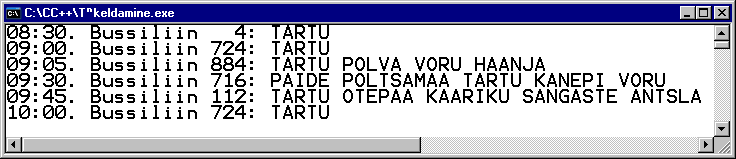 C:\CC++\T"keldamine.exe
08:30. Bussiliin   4: TARTU
09:00. Bussiliin 724: TARTU
09:05. Bussiliin 884: TARTU POLVA VORU HAANJA
09:30. Bussiliin 716: PAIDE POLTSAMAA TARTU KANEPI VORU
09:45. Bussiliin 112: TARTU OTEPAA KAARIKU SANGASTE ANTSLA
10:00. Bussiliin 724: TARTU